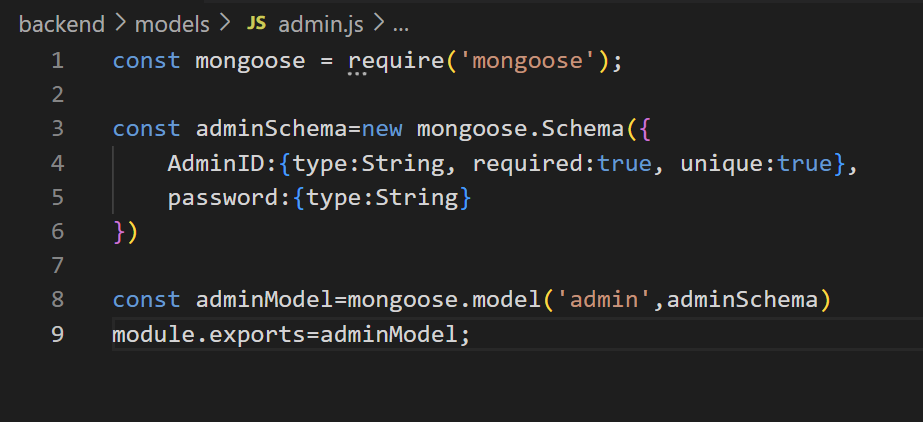 backend > models > JS admin.js > ...
1 const mongoose = require('mongoose');
2
3 const adminSchema=new mongoose.Schema({
4     AdminID:{type:String, required:true, unique:true},
5     password:{type:String}
6 })
7
8 const adminModel=mongoose.model('admin',adminSchema)
9 module.exports=adminModel;